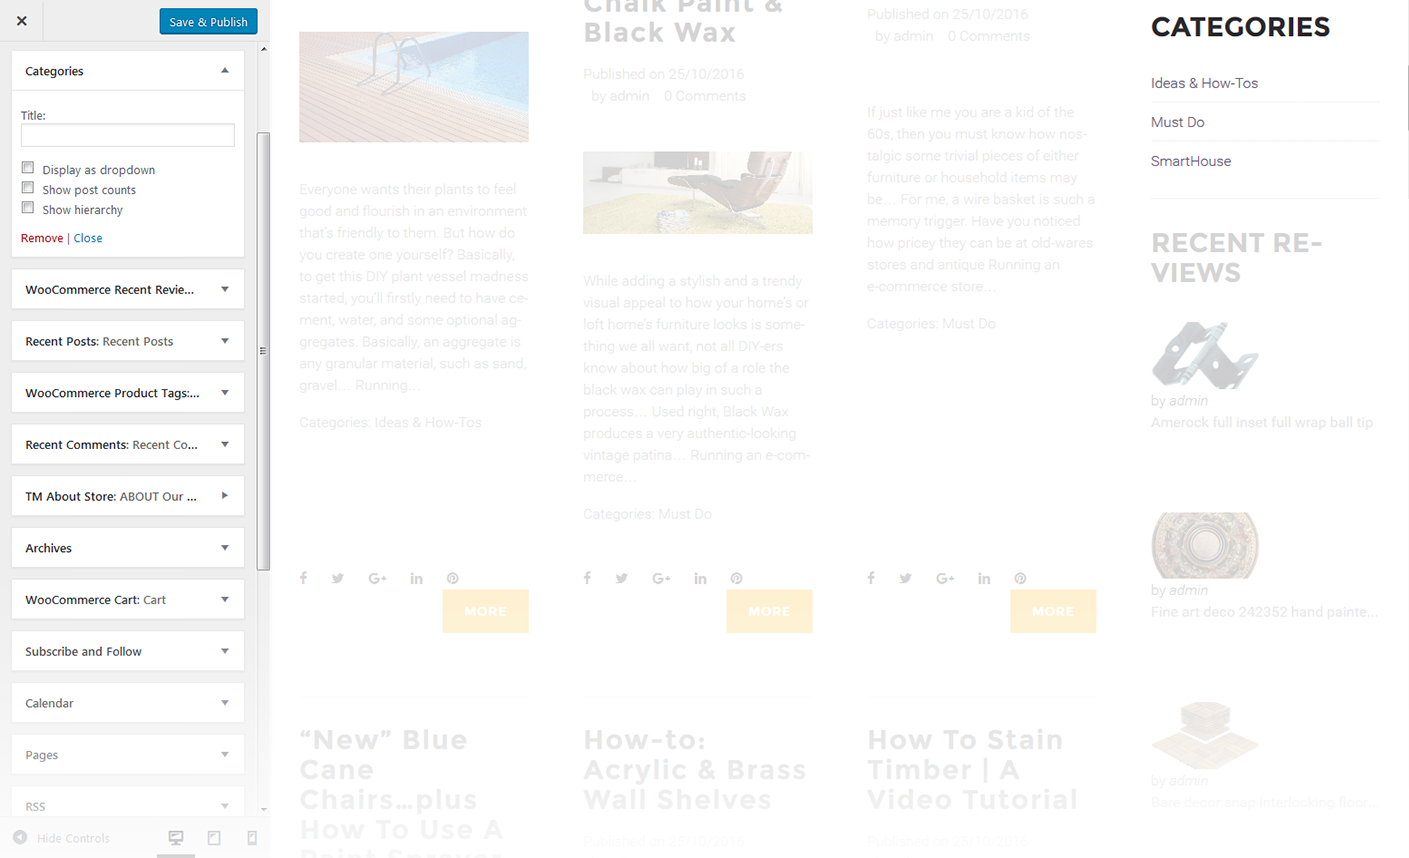 Save & Publish
Categories
Title:
Display as dropdown
Show post counts
Show hierarchy
Remove | Close
WooCommerce Recent Revie...
Recent Posts: Recent Posts
WooCommerce Product Tags:...
Recent Comments: Recent Co...
TM About Store: ABOUT Our ...
Archives
WooCommerce Cart: Cart
Subscribe and Follow
Calendar
Pages
RSS
Hide Controls
Everyone wants their plants to feel
good and flourish in an environment
that's friendly to them. But how do
you create one yourself? Basically,
to get this DIY plant vessel madness
started, you'll firstly need to have ce-
ment, water, and some optional ag-
gregates. Basically, an aggregate is
any granular material, such as sand,
gravel… Running…
Categories: Ideas & How-Tos
MORE
“New” Blue
Cane
Chairs…plus
How To Use A
Paint Sprayer
Chalk Paint &
Black Wax
Published on 25/10/2016
by admin 0 Comments
While adding a stylish and a trendy
visual appeal to how your home's or
loft home's furniture looks is some-
thing we all want, not all DIY-ers
know about how big of a role the
black wax can play in such a
process… Used right, Black Wax
produces a very authentic-looking
vintage patina… Running an e-com-
merce…
Categories: Must Do
MORE
How-to:
Acrylic & Brass
Wall Shelves
Published on 25/10/2016
Published on 25/10/2016
by admin 0 Comments
If just like me you are a kid of the
60s, then you must know how nos-
talgic some trivial pieces of either
furniture or household items may
be… For me, a wire basket is such a
memory trigger. Have you noticed
how pricey they can be at old-wares
stores and antique Running an
e-commerce store…
Categories: Must Do
MORE
How To Stain
Timber | A
Video Tutorial
Published on 25/10/2016
CATEGORIES
Ideas & How-Tos
Must Do
SmartHouse
RECENT RE-
VIEWS
by admin
Amerock full inset full wrap ball tip
by admin
Fine art deco 242352 hand painte...
by admin
Bare decor snap interlocking floor...